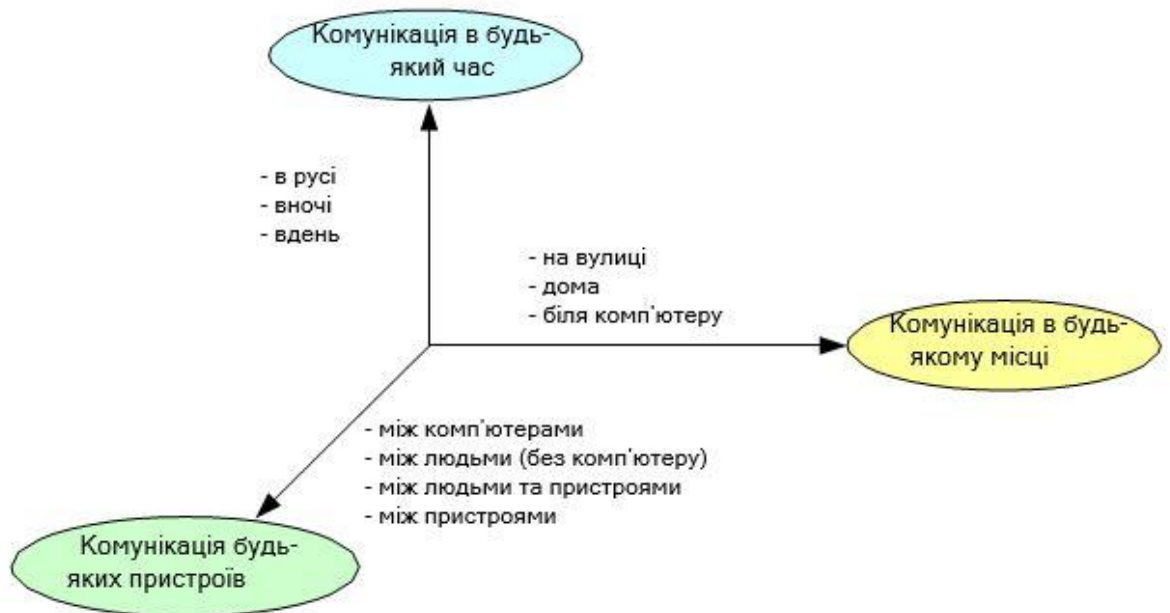 Комунікація в будь-
який час
- в русі
- вночі
- вдень
- на вулиці
- дома
- біля комп'ютеру
Комунікація в будь-
якому місці
- між комп'ютерами
- між людьми (без комп'ютеру)
- між людьми та пристроями
- між пристроями
Комунікація будь-
яких пристроїв